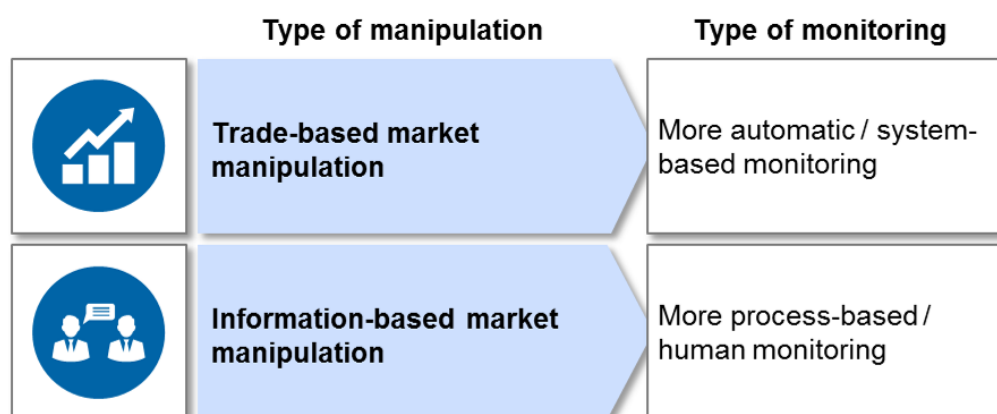 Type of manipulation
Type of monitoring
Trade-based market
manipulation
More automatic / system-
based monitoring
Information-based market
manipulation
More process-based /
human monitoring